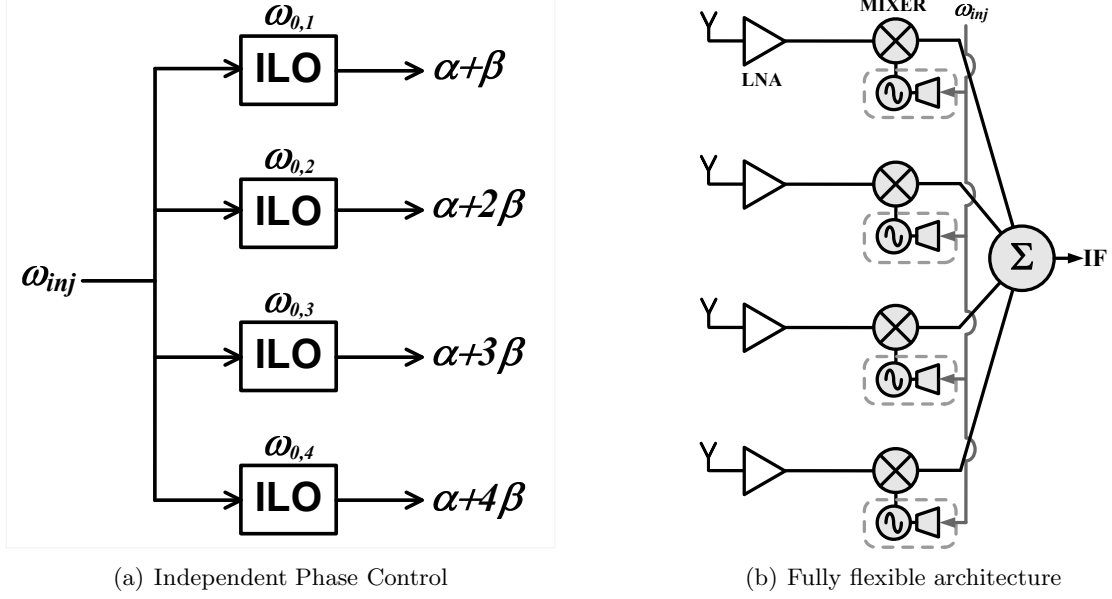 ω0,1
ILO
α+β
ω0,2
ILO
α+2β
ωinj
ω0,3
ILO
α+3β
ω0,4
ILO
α+4β
(a) Independent Phase Control
MIXER
ωinj
LNA
Σ
IF
(b) Fully flexible architecture